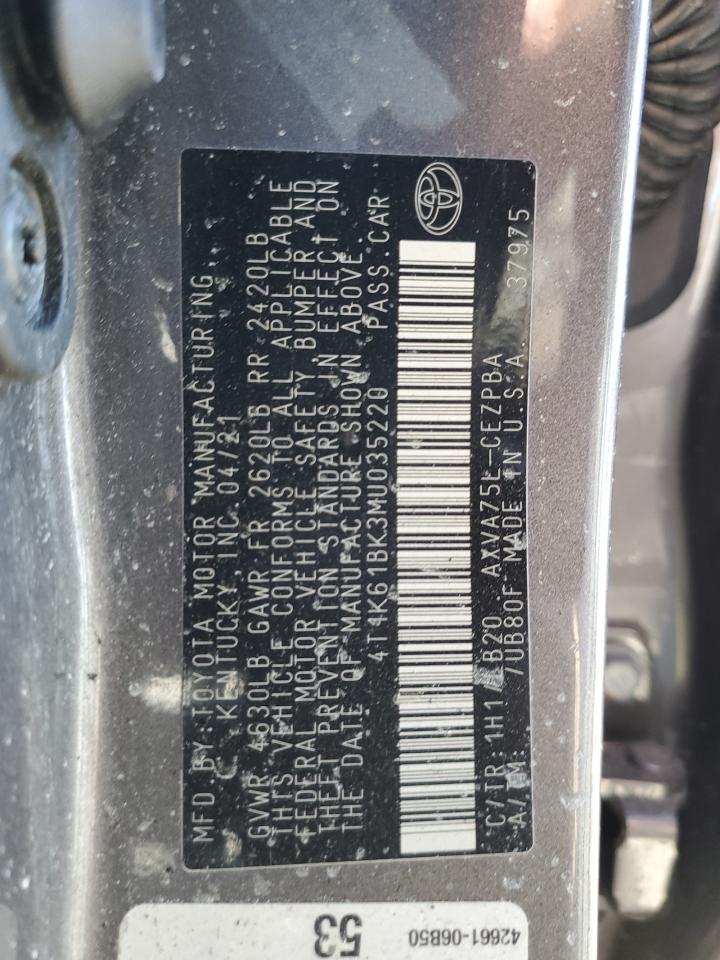 MFD BY: TOYOTA MOTOR MANUFACTURING,
KENTUCKY, INC. 04/21
GVWR 4630LB GAWR FR 2620LB RR 2420LB
THIS VEHICLE CONFORMS TO ALL APPLICABLE
FEDERAL MOTOR VEHICLE SAFETY, BUMPER AND
THEFT PREVENTION STANDARDS IN EFFECT ON
THE DATE OF MANUFACTURE SHOWN ABOVE.
4T1K61BK3MU035220 PASS.CAR
C/TR: 1H1 /EB20 AXVA75L-CEZPBA
A/TM: /UB80F MADE IN U.S.A. 37975
53
42661-06B50